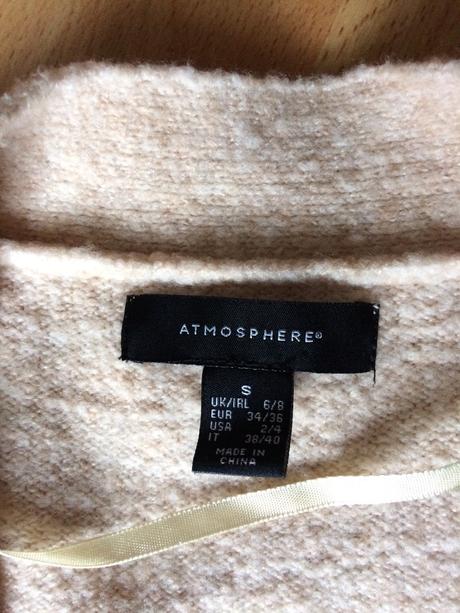 ATMOSPHERE®
S
UK/IRL 6/8
EUR 34/36
USA 2/4
IT 38/40
MADE IN
CHINA